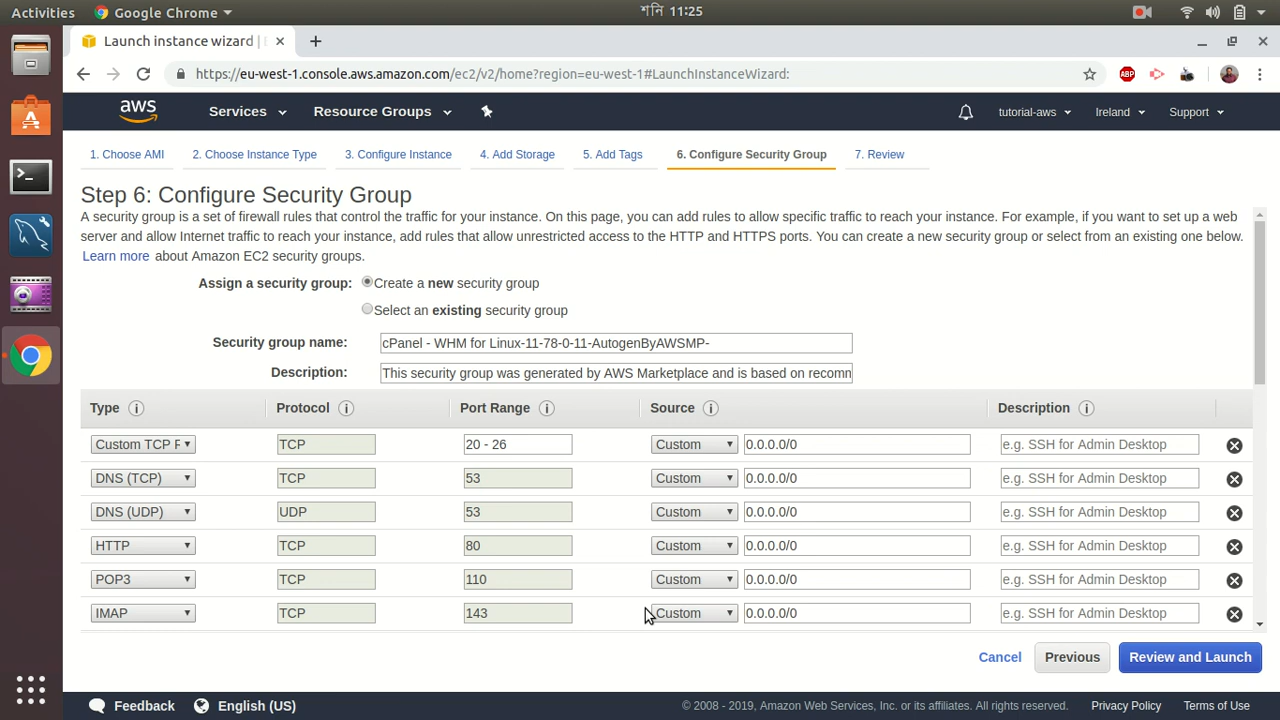 Activities Google Chrome শনি 11:25
Launch instance wizard |
https://eu-west-1.console.aws.amazon.com/ec2/v2/home?region=eu-west-1#LaunchInstanceWizard:
ABP
aws Services Resource Groups tutorial-aws Ireland Support
1. Choose AMI 2. Choose Instance Type 3. Configure Instance 4. Add Storage 5. Add Tags 6. Configure Security Group 7. Review
Step 6: Configure Security Group
A security group is a set of firewall rules that control the traffic for your instance. On this page, you can add rules to allow specific traffic to reach your instance. For example, if you want to set up a web
server and allow Internet traffic to reach your instance, add rules that allow unrestricted access to the HTTP and HTTPS ports. You can create a new security group or select from an existing one below.
Learn more about Amazon EC2 security groups.
Assign a security group: Create a new security group
Select an existing security group
Security group name: cPanel - WHM for Linux-11-78-0-11-AutogenByAWSMP-
Description: This security group was generated by AWS Marketplace and is based on recomn
Type Protocol Port Range Source Description
Custom TCP F TCP 20 - 26 Custom 0.0.0.0/0 e.g. SSH for Admin Desktop
DNS (TCP) TCP 53 Custom 0.0.0.0/0 e.g. SSH for Admin Desktop
DNS (UDP) UDP 53 Custom 0.0.0.0/0 e.g. SSH for Admin Desktop
HTTP TCP 80 Custom 0.0.0.0/0 e.g. SSH for Admin Desktop
POP3 TCP 110 Custom 0.0.0.0/0 e.g. SSH for Admin Desktop
IMAP TCP 143 Custom 0.0.0.0/0 e.g. SSH for Admin Desktop
Cancel Previous Review and Launch
Feedback English (US) © 2008 - 2019, Amazon Web Services, Inc. or its affiliates. All rights reserved. Privacy Policy Terms of Use